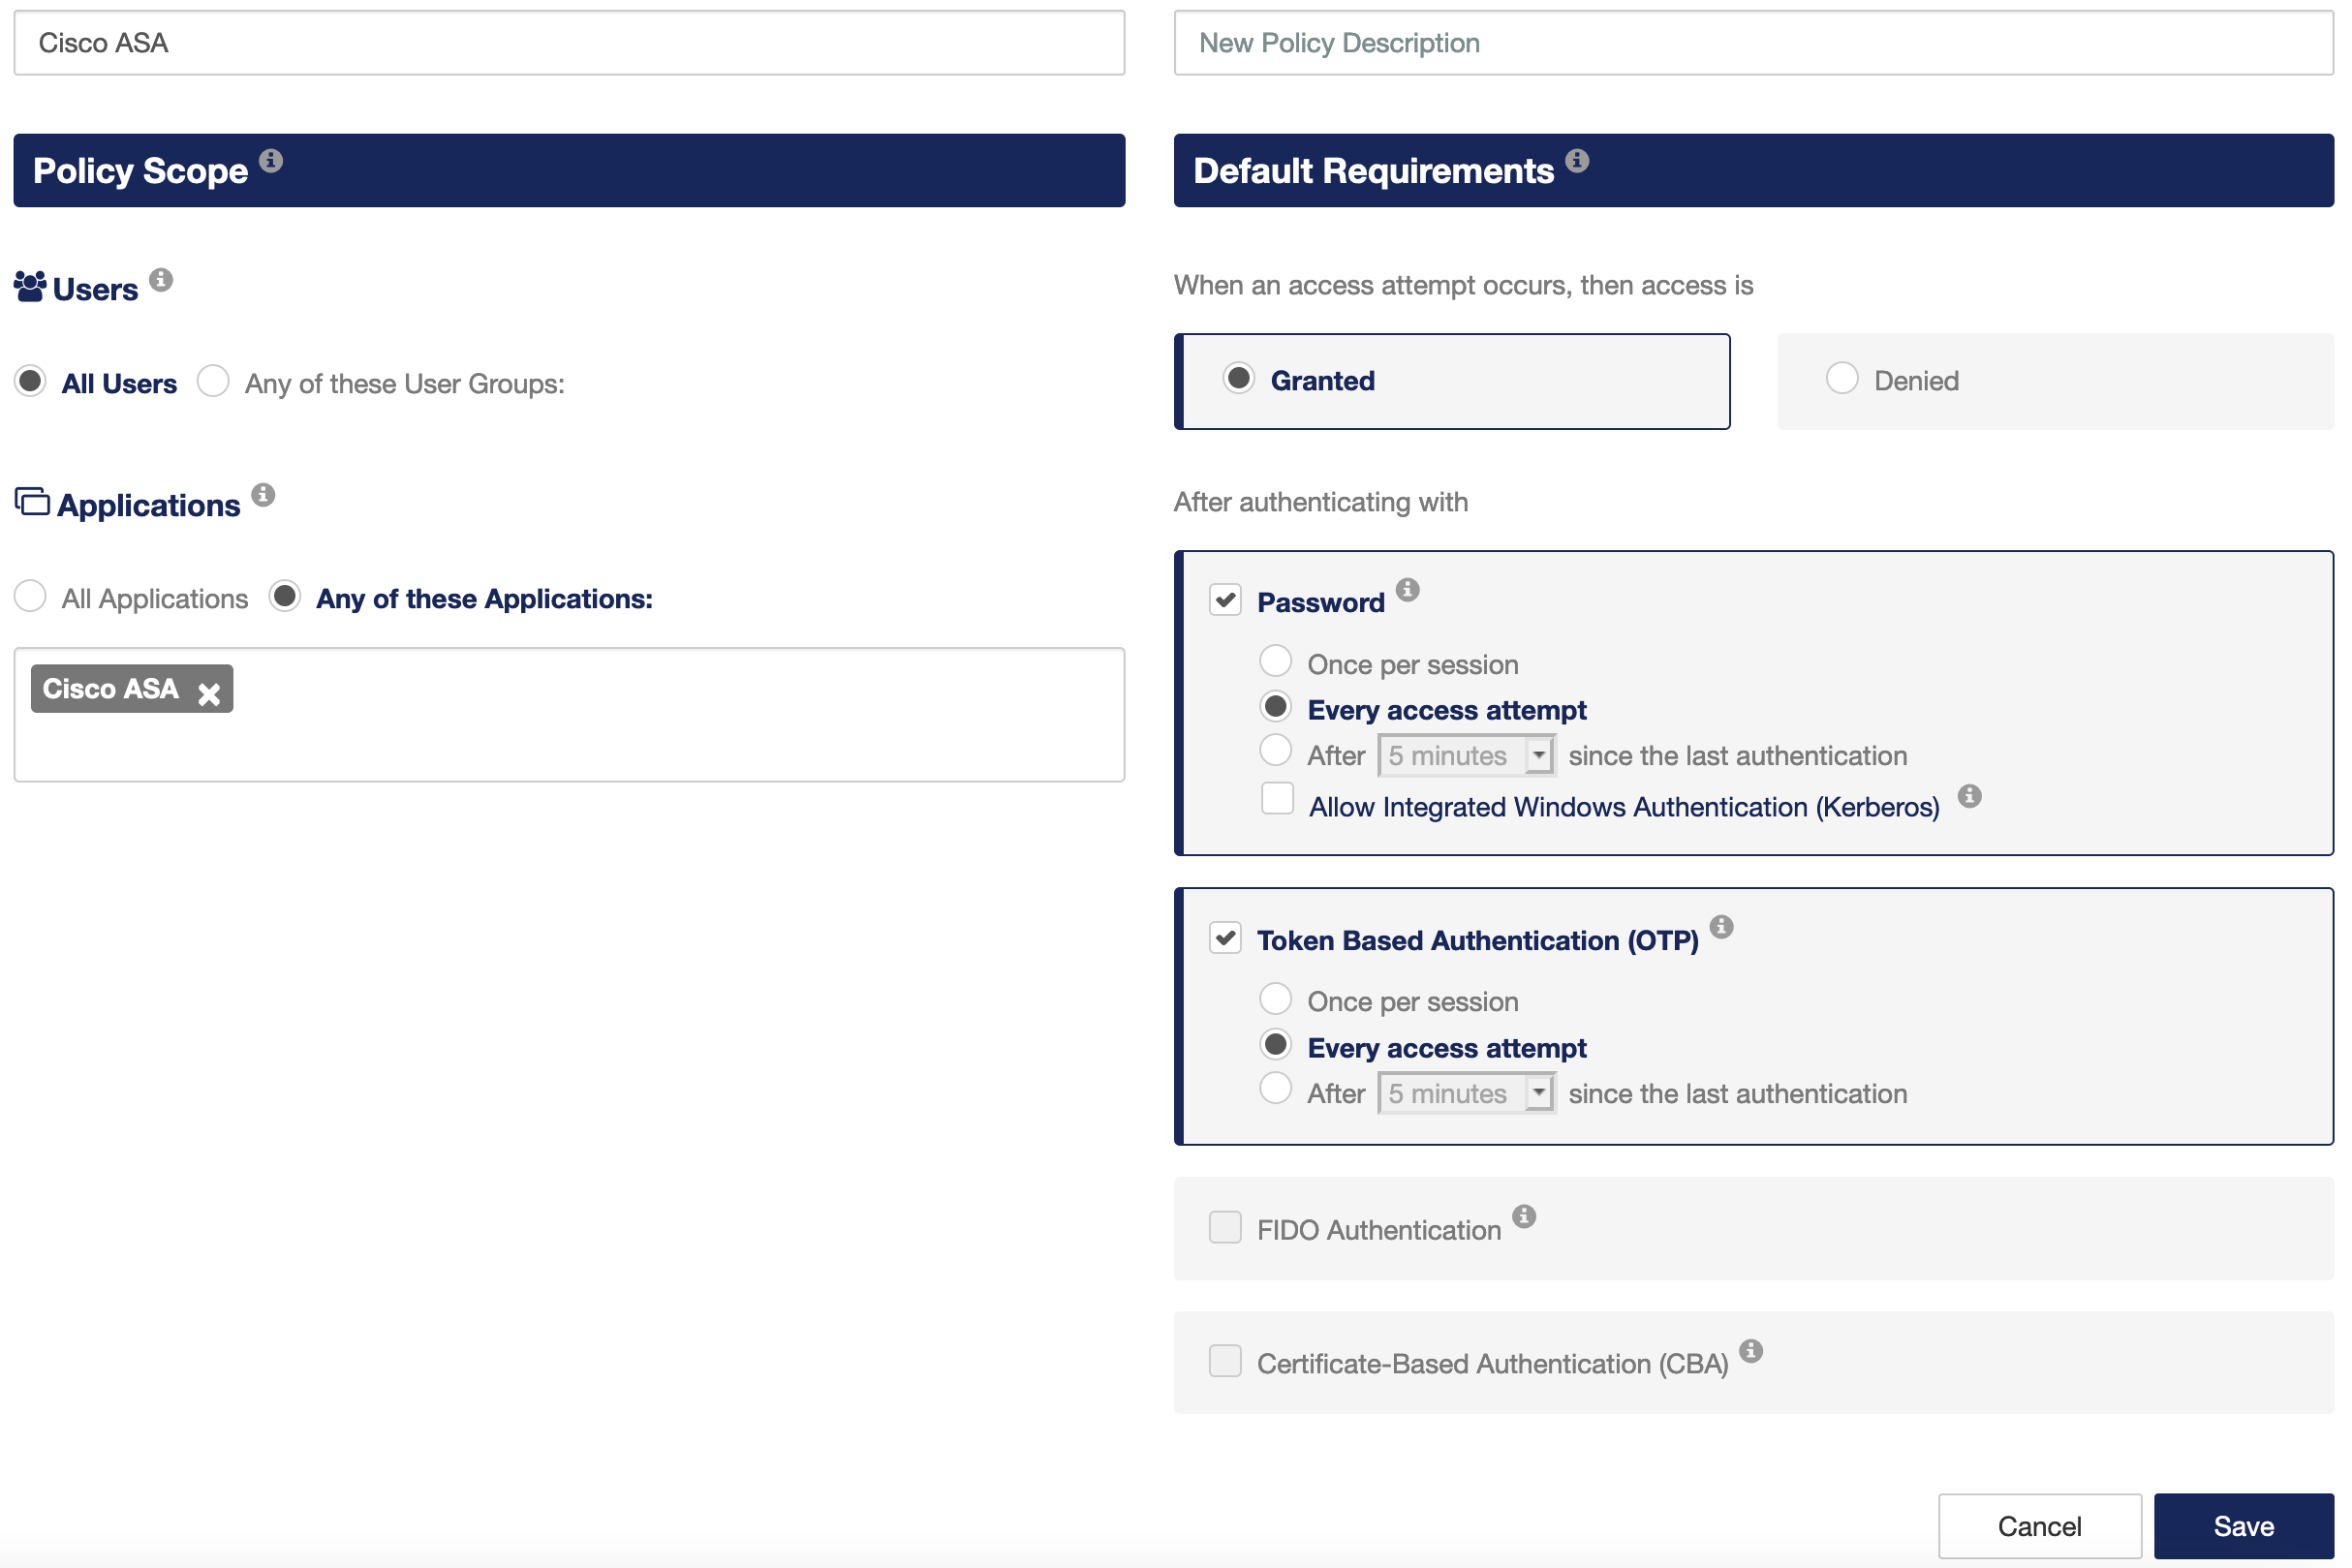 Cisco ASA
New Policy Description
Policy Scope
Users
All Users Any of these User Groups:
Applications
All Applications Any of these Applications:
Cisco ASA
Default Requirements
When an access attempt occurs, then access is
Granted
Denied
After authenticating with
Password
Once per session
Every access attempt
After 5 minutes since the last authentication
Allow Integrated Windows Authentication (Kerberos)
Token Based Authentication (OTP)
Once per session
Every access attempt
After 5 minutes since the last authentication
FIDO Authentication
Certificate-Based Authentication (CBA)
Cancel
Save